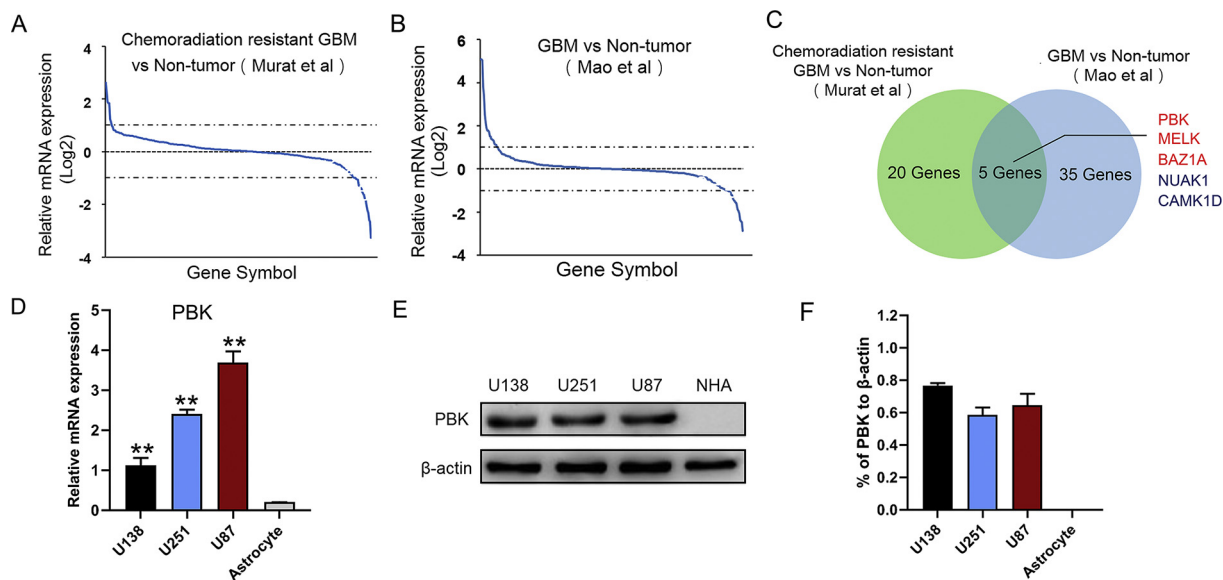 A
Chemoradiation resistant GBM
vs Non-tumor ( Murat et al )
Relative mRNA expression
(Log2)
4
2
0
-2
-4
Gene Symbol
B
GBM vs Non-tumor
( Mao et al )
Relative mRNA expression
(Log2)
6
4
2
0
-2
-4
Gene Symbol
C
Chemoradiation resistant
GBM vs Non-tumor
( Murat et al )
GBM vs Non-tumor
( Mao et al )
20 Genes
5 Genes
35 Genes
PBK
MELK
BAZ1A
NUAK1
CAMK1D
D
PBK
Relative mRNA expression
5
4
3
2
1
0
**
**
**
U138
U251
U87
Astrocyte
E
U138 U251 U87 NHA
PBK
β-actin
F
% of PBK to β-actin
1.2
1.0
0.8
0.6
0.4
0.2
0.0
U138
U251
U87
Astrocyte